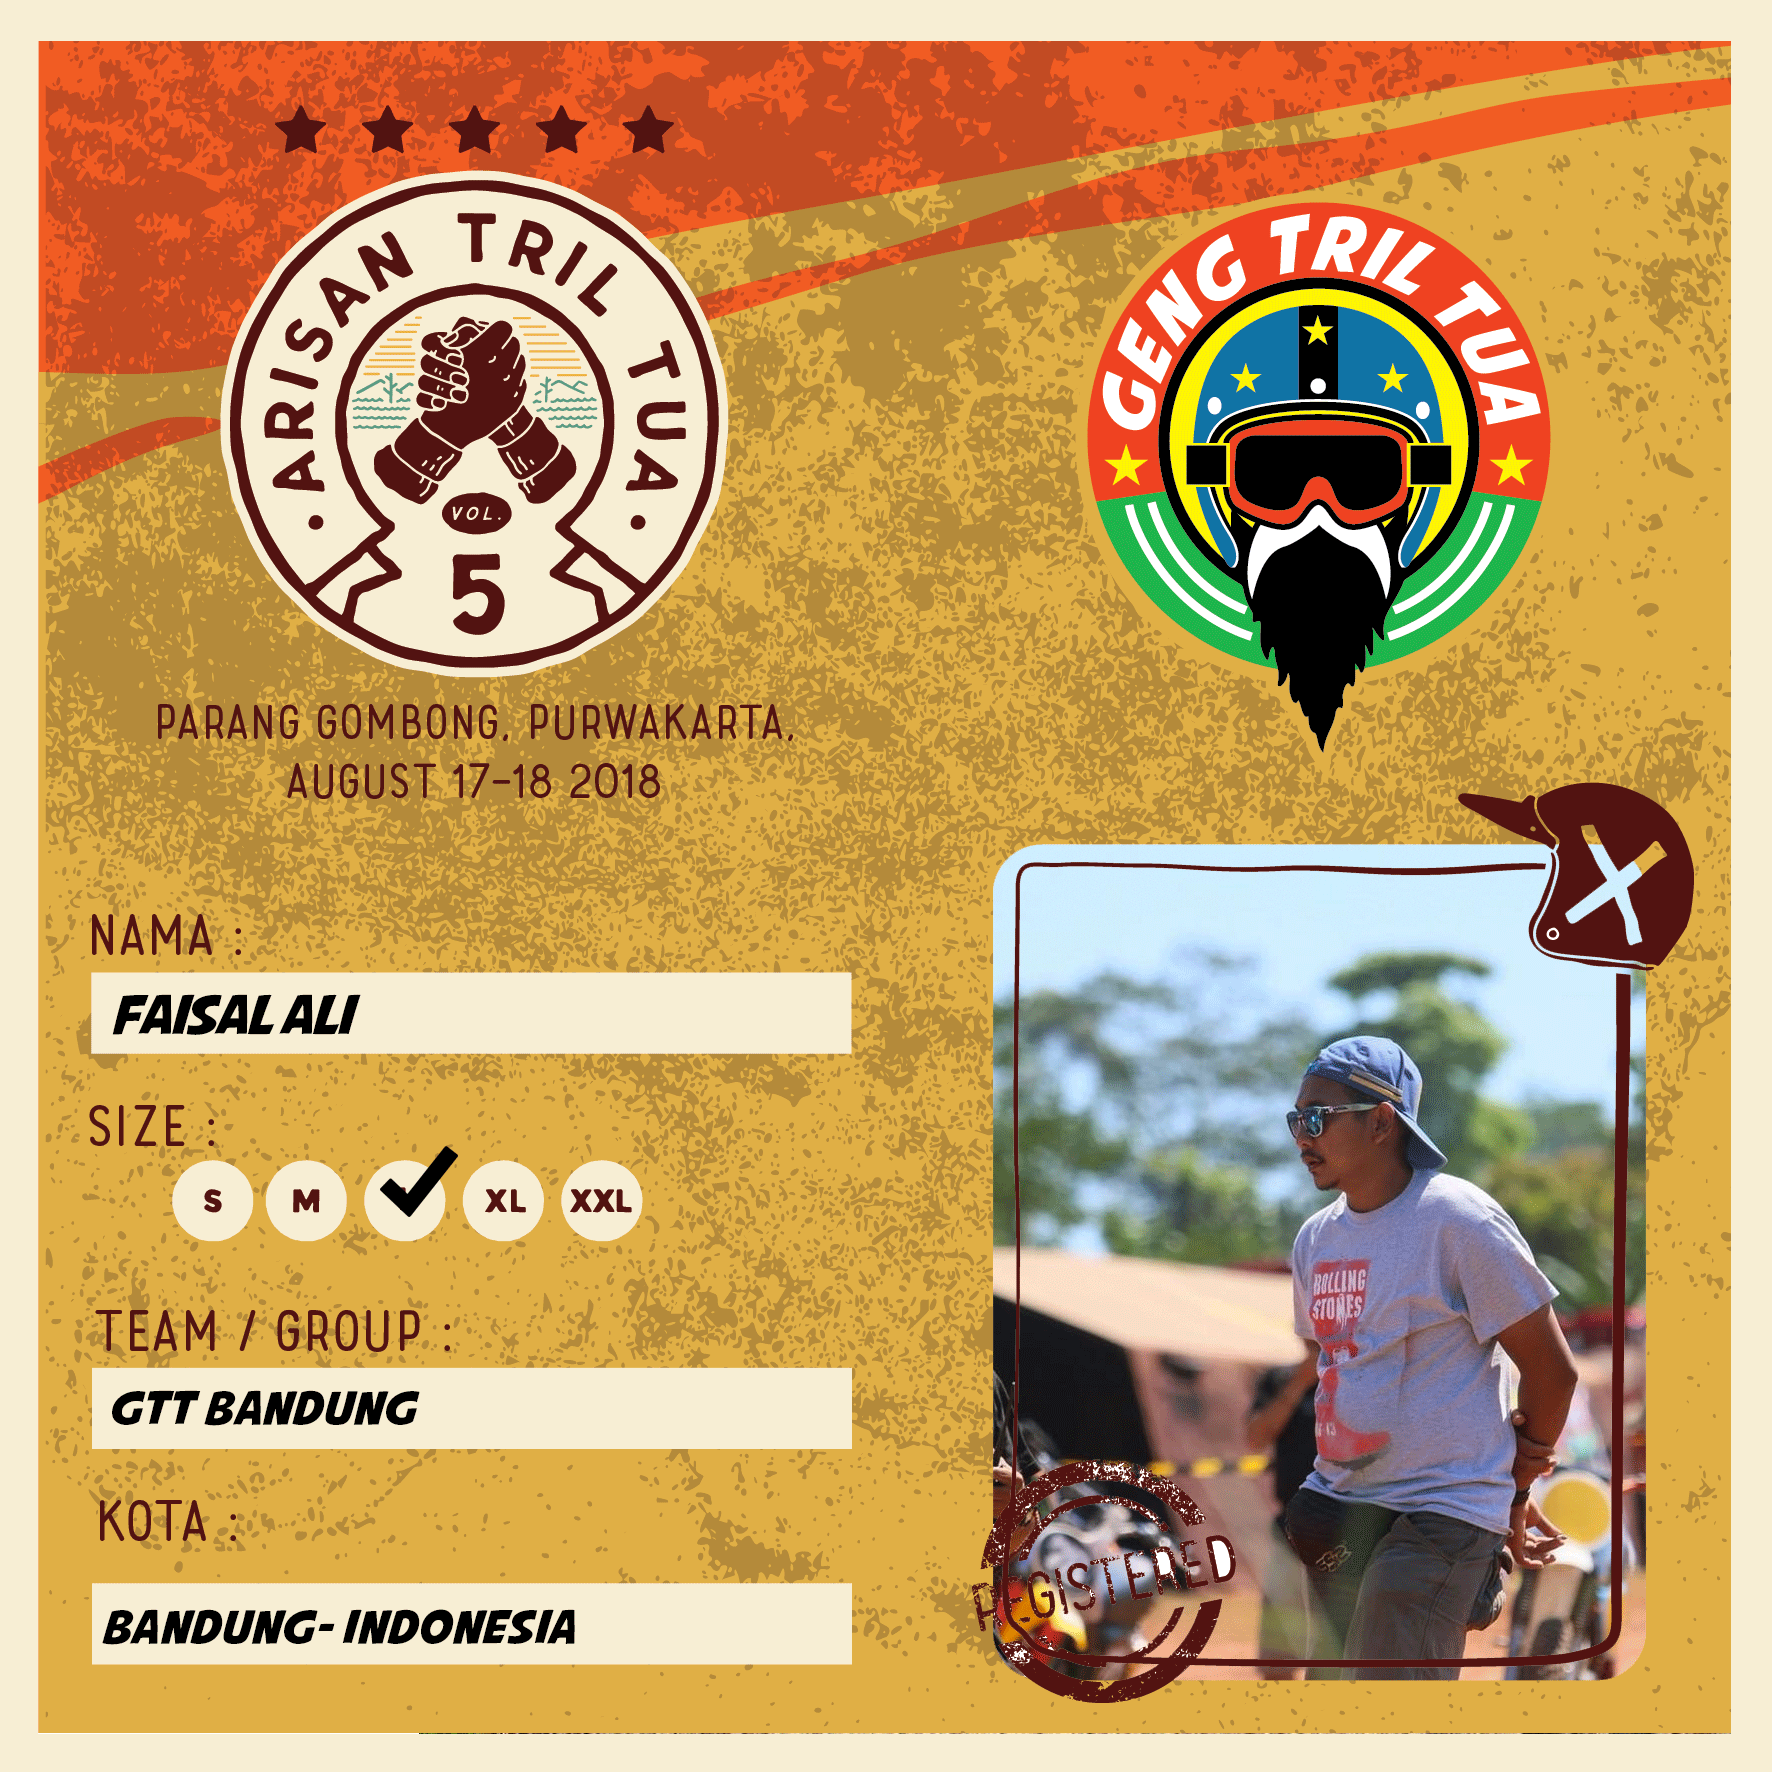 ARISAN TRIL TUA
VOL.
5
GENG TRIL TUA
PARANG GOMBONG, PURWAKARTA,
AUGUST 17-18 2018
NAMA :
FAISAL ALI
SIZE :
S M XL XXL
TEAM / GROUP :
GTT BANDUNG
KOTA :
BANDUNG- INDONESIA
ROLLING
STONES
REGISTERED